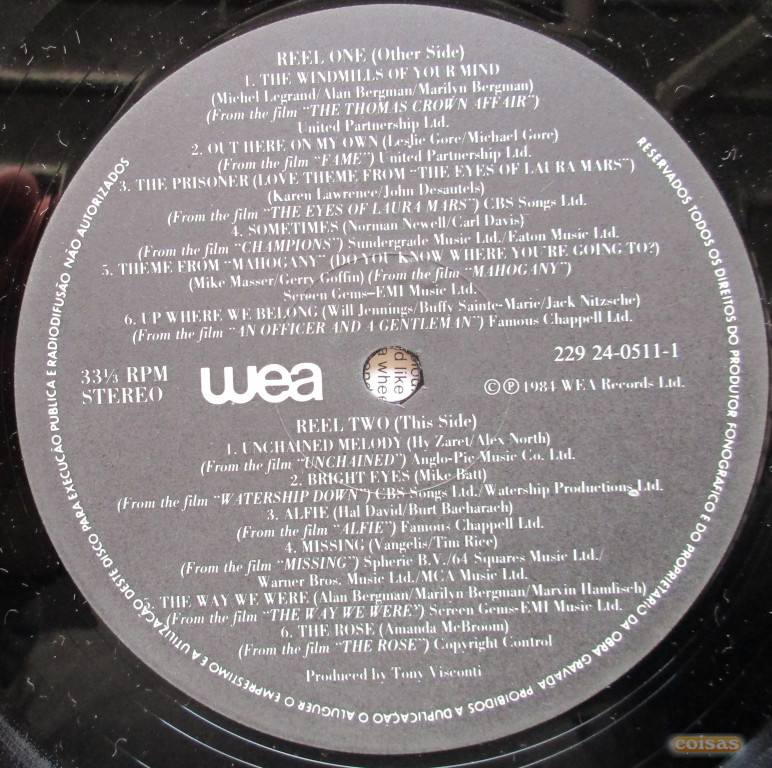 REEL ONE (Other Side)
1. THE WINDMILLS OF YOUR MIND
(Michel Legrand/Alan Bergman/Marilyn Bergman)
(From the film "THE THOMAS CROWN AFFAIR")
United Partnership Ltd.
2. OUT HERE ON MY OWN (Leslie Gore/Michael Gore)
(From the film "FAME") United Partnership Ltd.
3. THE PRISONER (LOVE THEME FROM "THE EYES OF LAURA MARS")
(Karen Lawrence/John Desautels)
(From the film "THE EYES OF LAURA MARS") CBS Songs Ltd.
4. SOMETIMES (Norman Newell/Carl Davis)
(From the film "CHAMPIONS") Sundergrade Music Ltd./Eaton Music Ltd.
5. THEME FROM "MAHOGANY" (DO YOU KNOW WHERE YOU'RE GOING TO?)
(Mike Masser/Gerry Goffin) (From the film "MAHOGANY")
Sereen Gems–EMI Music Ltd.
6. UP WHERE WE BELONG (Will Jennings/Buffy Sainte-Marie/Jack Nitzsche)
(From the film "AN OFFICER AND A GENTLEMAN") Famous Chappell Ltd.
33⅓ RPM
STEREO
wea
229 24-0511-1
©℗1984 WEA Records Ltd.
REEL TWO (This Side)
1. UNCHAINED MELODY (Hy Zaret/Alex North)
(From the film "UNCHAINED") Anglo-Pic Music Co. Ltd.
2. BRIGHT EYES (Mike Batt)
(From the film "WATERSHIP DOWN") CBS Songs Ltd./Watership Productions Ltd.
3. ALFIE (Hal David/Burt Bacharach)
(From the film "ALFIE") Famous Chappell Ltd.
4. MISSING (Vangelis/Tim Rice)
(From the film "MISSING") Spheric B.V./64 Squares Music Ltd./
Warner Bros. Music Ltd./MCA Music Ltd.
5. THE WAY WE WERE (Alan Bergman/Marilyn Bergman/Marvin Hamlisch)
(From the film "THE WAY WE WERE") Sereen Gems-EMI Music Ltd.
6. THE ROSE (Amanda McBroom)
(From the film "THE ROSE") Copyright Control
Produced by Tony Visconti
RESERVADOS TODOS OS DIREITOS DO PRODUTOR FONOGRAFICO E DO PROPRIETARIO DA OBRA GRAVADA PROIBIDOS A DUPLICAÇÃO O ALUGUER O EMPRESTIMO E A UTILIZAÇÃO DESTE DISCO PARA EXECUÇÃO PUBLICA E RADIODIFUSÃO NÃO AUTORIZADOS
d like
a whee
coisas